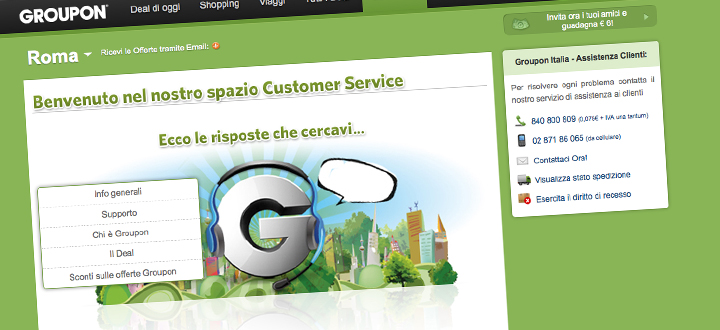 GROUPON
Deal di oggi
Shopping
Viaggi
Invita ora i tuoi amici e
guadagna € 6!
Roma
Ricevi le Offerte tramite Email:
Benvenuto nel nostro spazio Customer Service
Ecco le risposte che cercavi...
G
Info generali
Supporto
Chi è Groupon
Il Deal
Sconti sulle offerte Groupon
Groupon Italia - Assistenza Clienti:
Per risolvere ogni problema contatta il
nostro servizio di assistenza ai clienti
840 800 809 (0,076€ + IVA una tantum)
02 871 86 065 (da cellulare)
Contattaci Ora!
Visualizza stato spedizione
Esercita il diritto di recesso